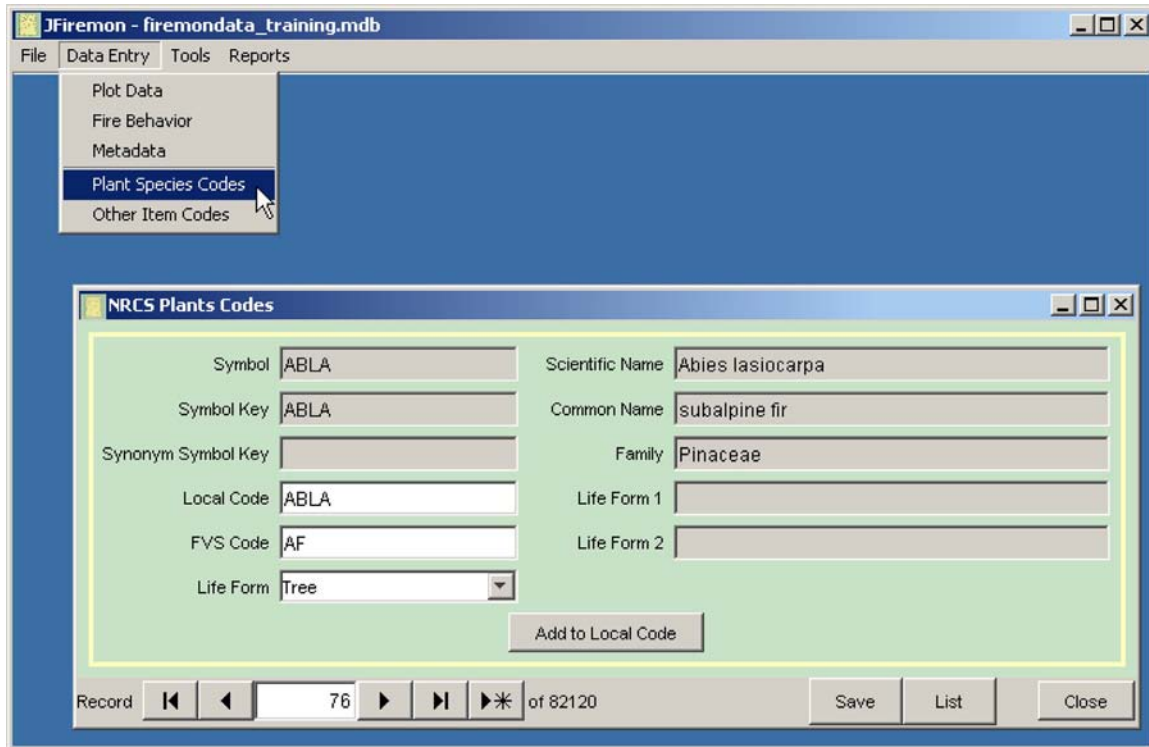 JFiremon - firemondata_training.mdb
File Data Entry Tools Reports
Plot Data
Fire Behavior
Metadata
Plant Species Codes
Other Item Codes
NRCS Plants Codes
Symbol ABLA Scientific Name Abies lasiocarpa
Symbol Key ABLA Common Name subalpine fir
Synonym Symbol Key Family Pinaceae
Local Code ABLA Life Form 1
FVS Code AF Life Form 2
Life Form Tree
Add to Local Code
Record 76 of 82120 Save List Close